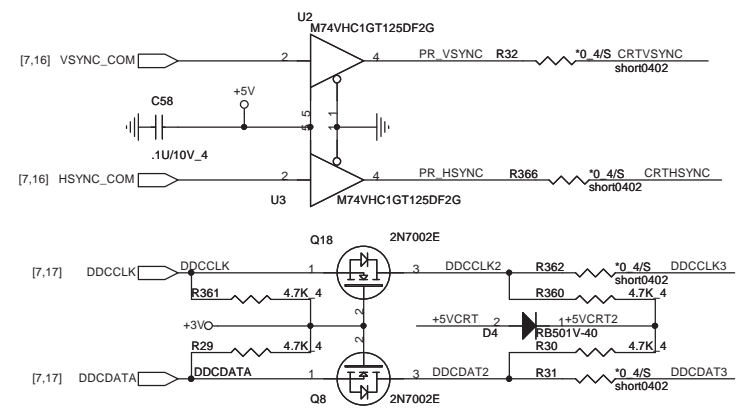 U2
M74VHC1GT125DF2G
[7,16] VSYNC_COM 2 4 PR_VSYNC R32 *0_4/S CRTVSYNC
short0402
C58 +5V
5 1
5 1
.1U/10V_4
[7,16] HSYNC_COM 2 4 PR_HSYNC R366 *0_4/S CRTHSYNC
short0402
U3 M74VHC1GT125DF2G
Q18 2N7002E
[7,17] DDCCLK DDCCLK 1 3 DDCCLK2 R362 *0_4/S DDCCLK3
short0402
R361 4.7K_4 2 R360 4.7K_4
+3V +5VCRT 2 1 +5VCRT2
D4 RB501V-40
R29 4.7K_4 2 R30 4.7K_4
[7,17] DDCDATA DDCDATA 1 3 DDCDAT2 R31 *0_4/S DDCDAT3
short0402
Q8 2N7002E